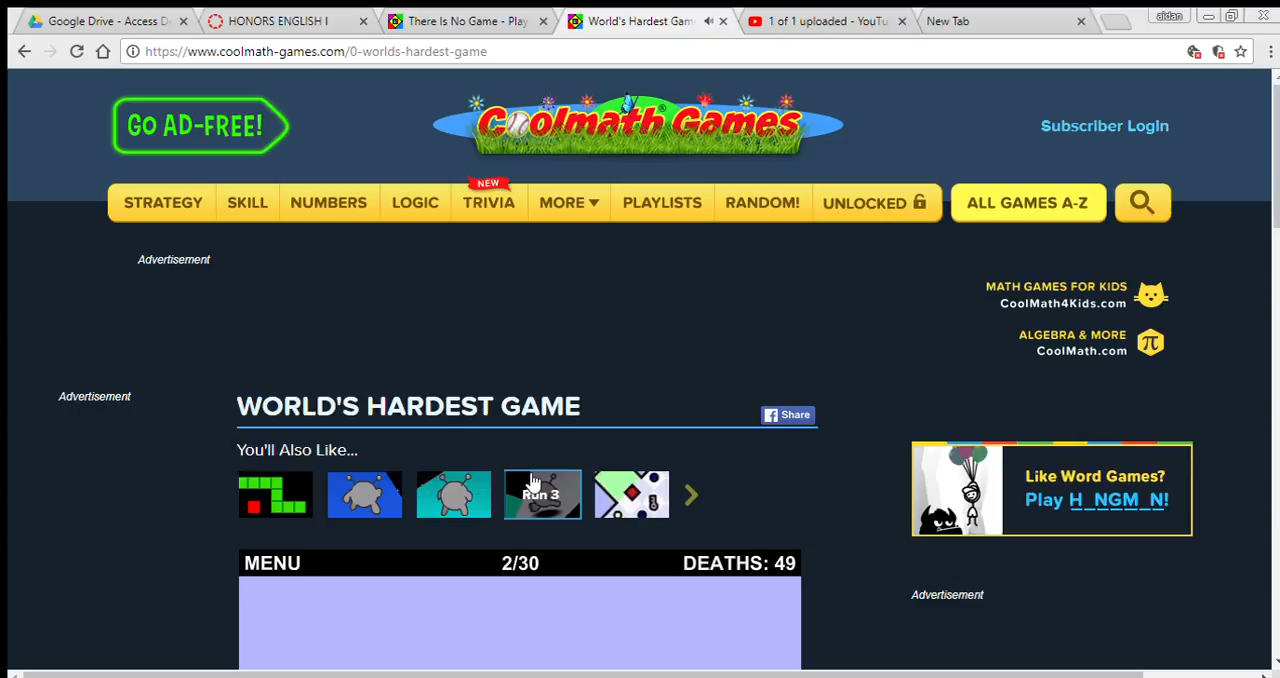 Google Drive - Access D
HONORS ENGLISH I
There Is No Game - Play
World's Hardest Gam
1 of 1 uploaded - YouTu
New Tab
aidan
https://www.coolmath-games.com/0-worlds-hardest-game
GO AD-FREE!
Coolmath Games
Subscriber Login
NEW
STRATEGY SKILL NUMBERS LOGIC TRIVIA MORE PLAYLISTS RANDOM! UNLOCKED ALL GAMES A-Z
Advertisement
MATH GAMES FOR KIDS
CoolMath4Kids.com
ALGEBRA & MORE
CoolMath.com
π
Advertisement
WORLD'S HARDEST GAME
Share
You'll Also Like...
Run 3
Like Word Games?
Play H_NGM_N!
MENU 2/30 DEATHS: 49
Advertisement